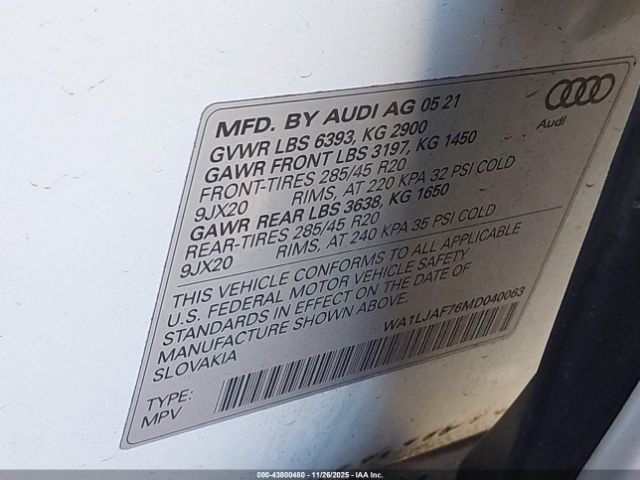 MFD. BY AUDI AG 05 21
GVWR LBS 6393, KG 2900
GAWR FRONT LBS 3197, KG 1450
FRONT-TIRES 285/45 R20
9JX20 RIMS, AT 220 KPA 32 PSI COLD
GAWR REAR LBS 3638, KG 1650
REAR-TIRES 285/45 R20
9JX20 RIMS, AT 240 KPA 35 PSI COLD
THIS VEHICLE CONFORMS TO ALL APPLICABLE
U.S. FEDERAL MOTOR VEHICLE SAFETY
STANDARDS IN EFFECT ON THE DATE OF
MANUFACTURE SHOWN ABOVE.
SLOVAKIA
WA1LJAF76MD040063
TYPE:
MPV
Audi
000-43800480 - 11/26/2025 - IAA Inc.